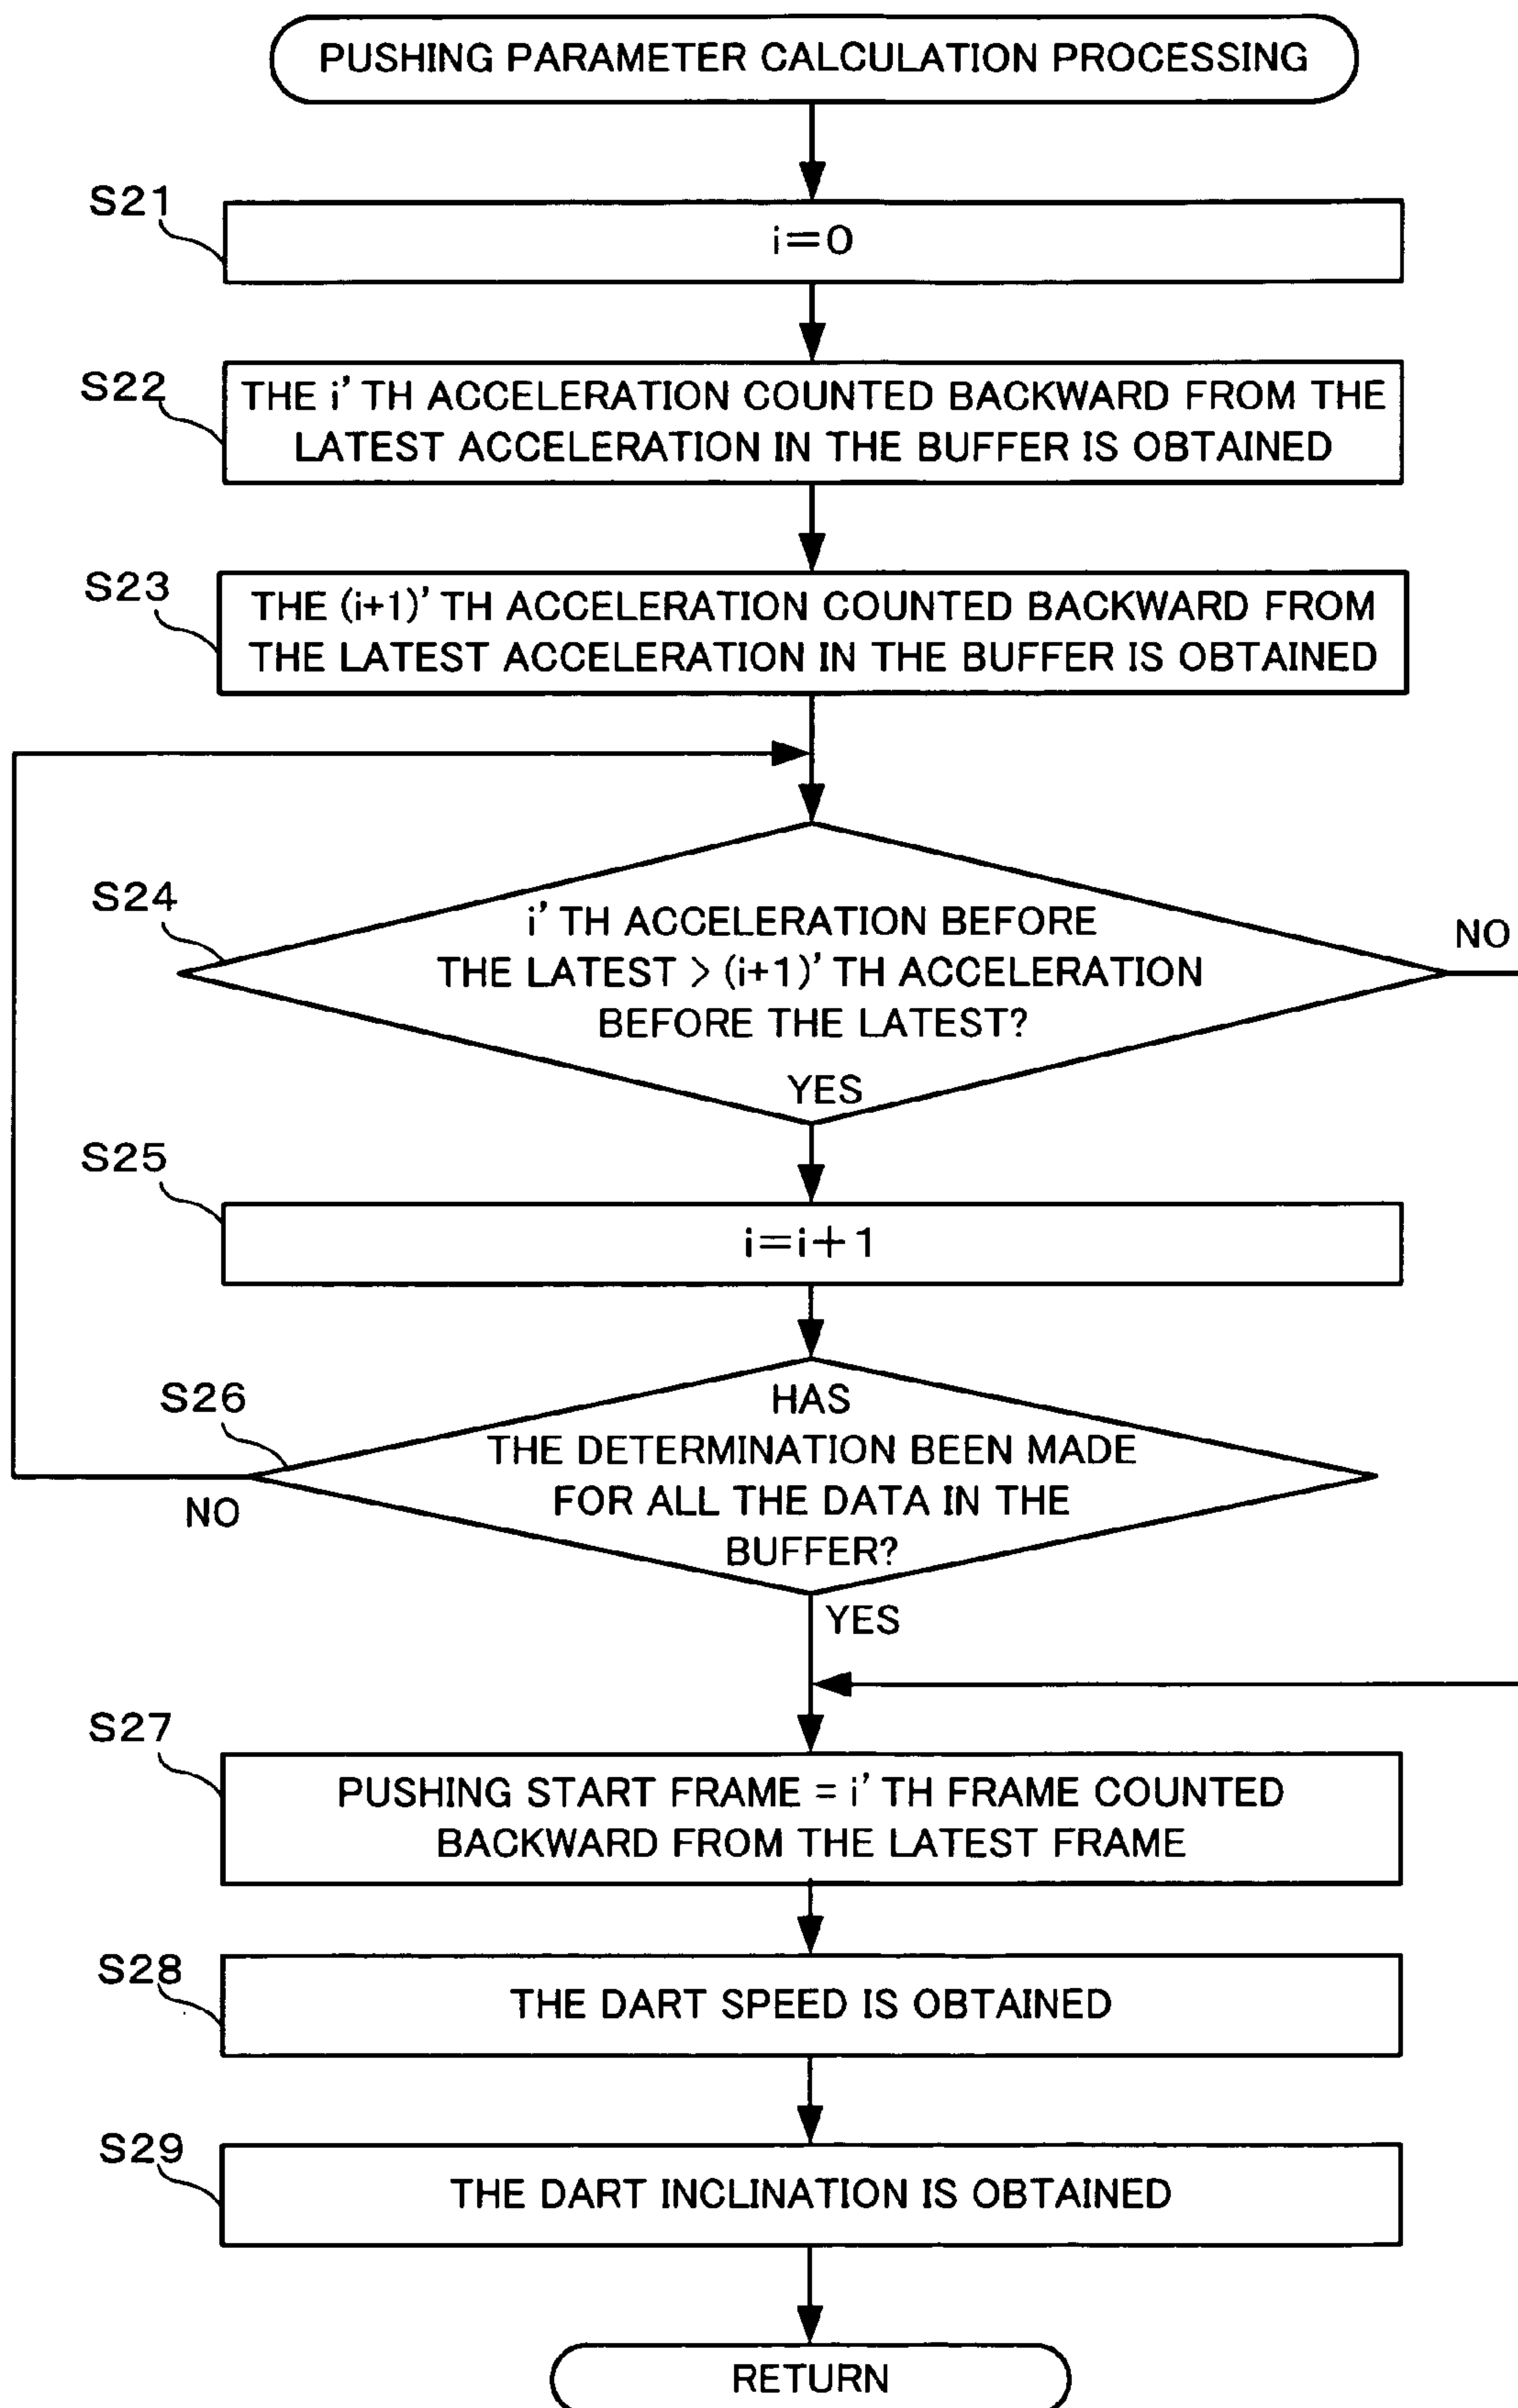 PUSHING PARAMETER CALCULATION PROCESSING
S21
i=0
S22
THE i' TH ACCELERATION COUNTED BACKWARD FROM THE
LATEST ACCELERATION IN THE BUFFER IS OBTAINED
S23
THE (i+1)' TH ACCELERATION COUNTED BACKWARD FROM
THE LATEST ACCELERATION IN THE BUFFER IS OBTAINED
S24
i' TH ACCELERATION BEFORE
THE LATEST > (i+1)' TH ACCELERATION
BEFORE THE LATEST?
NO
YES
S25
i=i+1
S26
HAS
THE DETERMINATION BEEN MADE
FOR ALL THE DATA IN THE
BUFFER?
NO
YES
S27
PUSHING START FRAME = i' TH FRAME COUNTED
BACKWARD FROM THE LATEST FRAME
S28
THE DART SPEED IS OBTAINED
S29
THE DART INCLINATION IS OBTAINED
RETURN